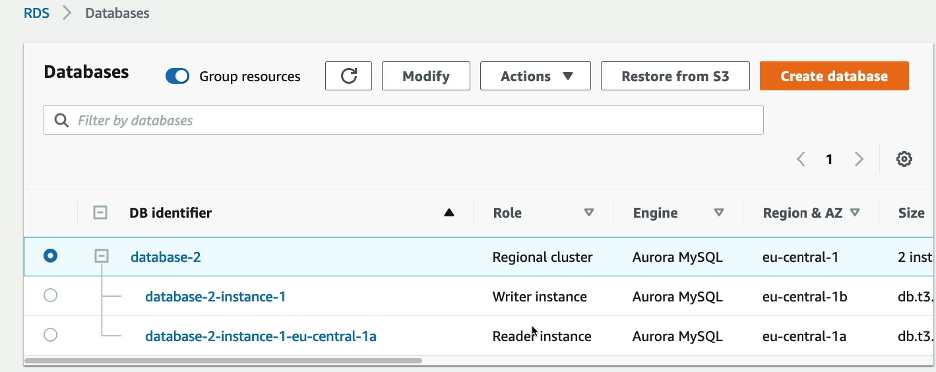 RDS > Databases
Databases Group resources Modify Actions Restore from S3 Create database
Filter by databases
1
DB identifier Role Engine Region & AZ Size
database-2 Regional cluster Aurora MySQL eu-central-1 2 inst
database-2-instance-1 Writer instance Aurora MySQL eu-central-1b db.t3.
database-2-instance-1-eu-central-1a Reader instance Aurora MySQL eu-central-1a db.t3.